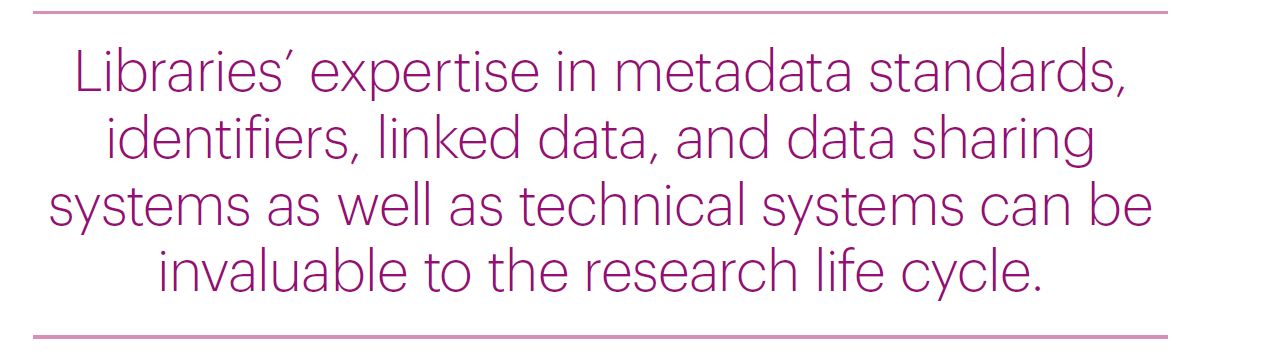 Libraries’ expertise in metadata standards,
identifiers, linked data, and data sharing
systems as well as technical systems can be
invaluable to the research life cycle.